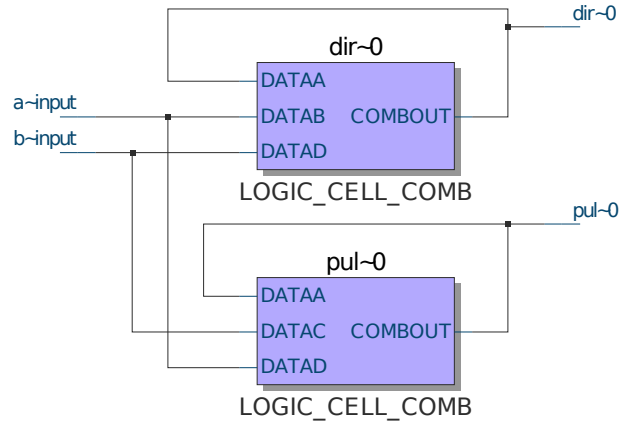 dir~0
dir~0
DATAA
a~input
DATAB COMBOUT
b~input
DATAD
LOGIC_CELL_COMB
pul~0
pul~0
DATAA
DATAC COMBOUT
DATAD
LOGIC_CELL_COMB